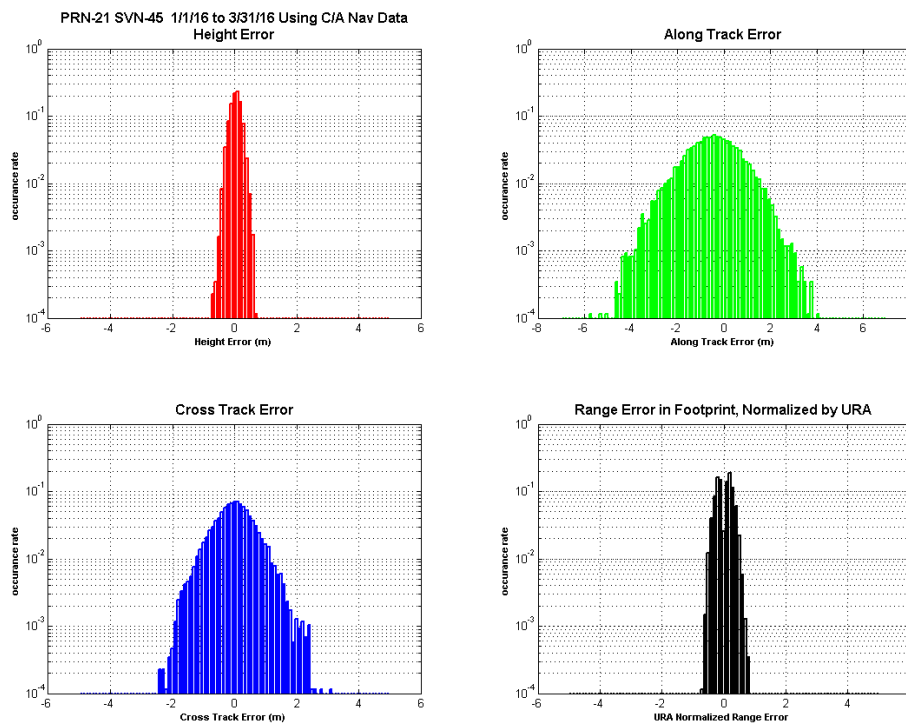 PRN-21 SVN-45 1/1/16 to 3/31/16 Using C/A Nav Data
Height Error
10^0
10^-1
10^-2
10^-3
10^-4
occurance rate
-6 -4 -2 0 2 4 6
Height Error (m)
Along Track Error
10^0
10^-1
10^-2
10^-3
10^-4
occurance rate
-8 -6 -4 -2 0 2 4 6 8
Along Track Error (m)
Cross Track Error
10^0
10^-1
10^-2
10^-3
10^-4
occurance rate
-6 -4 -2 0 2 4 6
Cross Track Error (m)
Range Error in Footprint, Normalized by URA
10^0
10^-1
10^-2
10^-3
10^-4
occurance rate
-6 -4 -2 0 2 4 6
URA Normalized Range Error